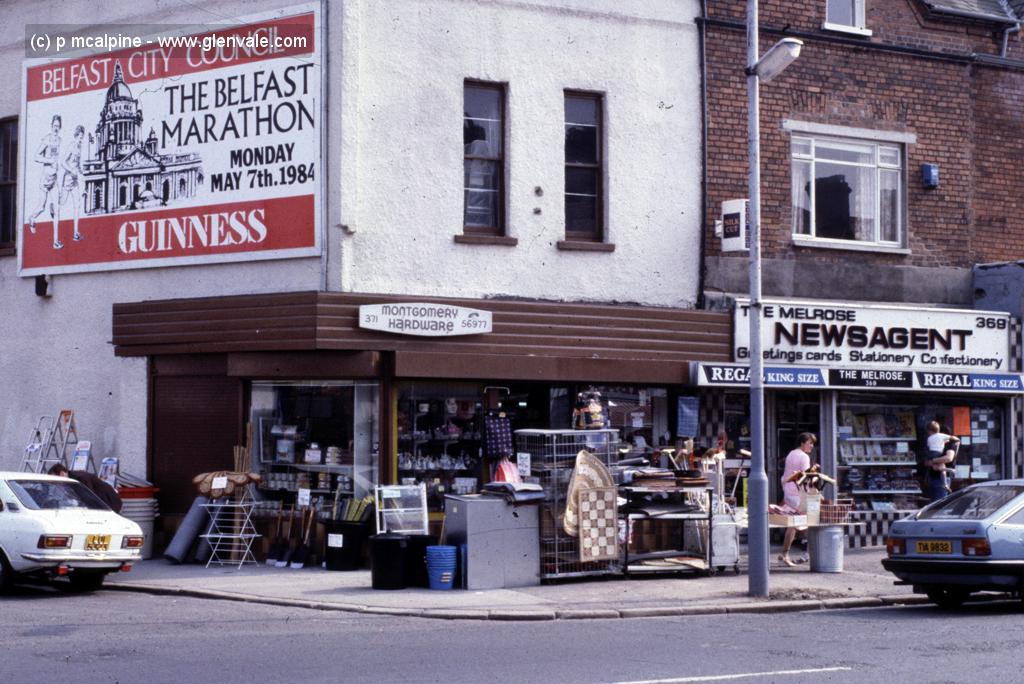 (c) p mcalpine - www.glenvale.com
BELFAST CITY COUNCIL
THE BELFAST
MARATHON
MONDAY
MAY 7th. 1984
GUINNESS
371 MONTGOMERY HARDWARE 56977
SILK
CUT
THE MELROSE 369
NEWSAGENT
Greetings cards Stationery Confectionery
REGAL KING SIZE
THE MELROSE.
369
REGAL KING SIZE
TIA 9832